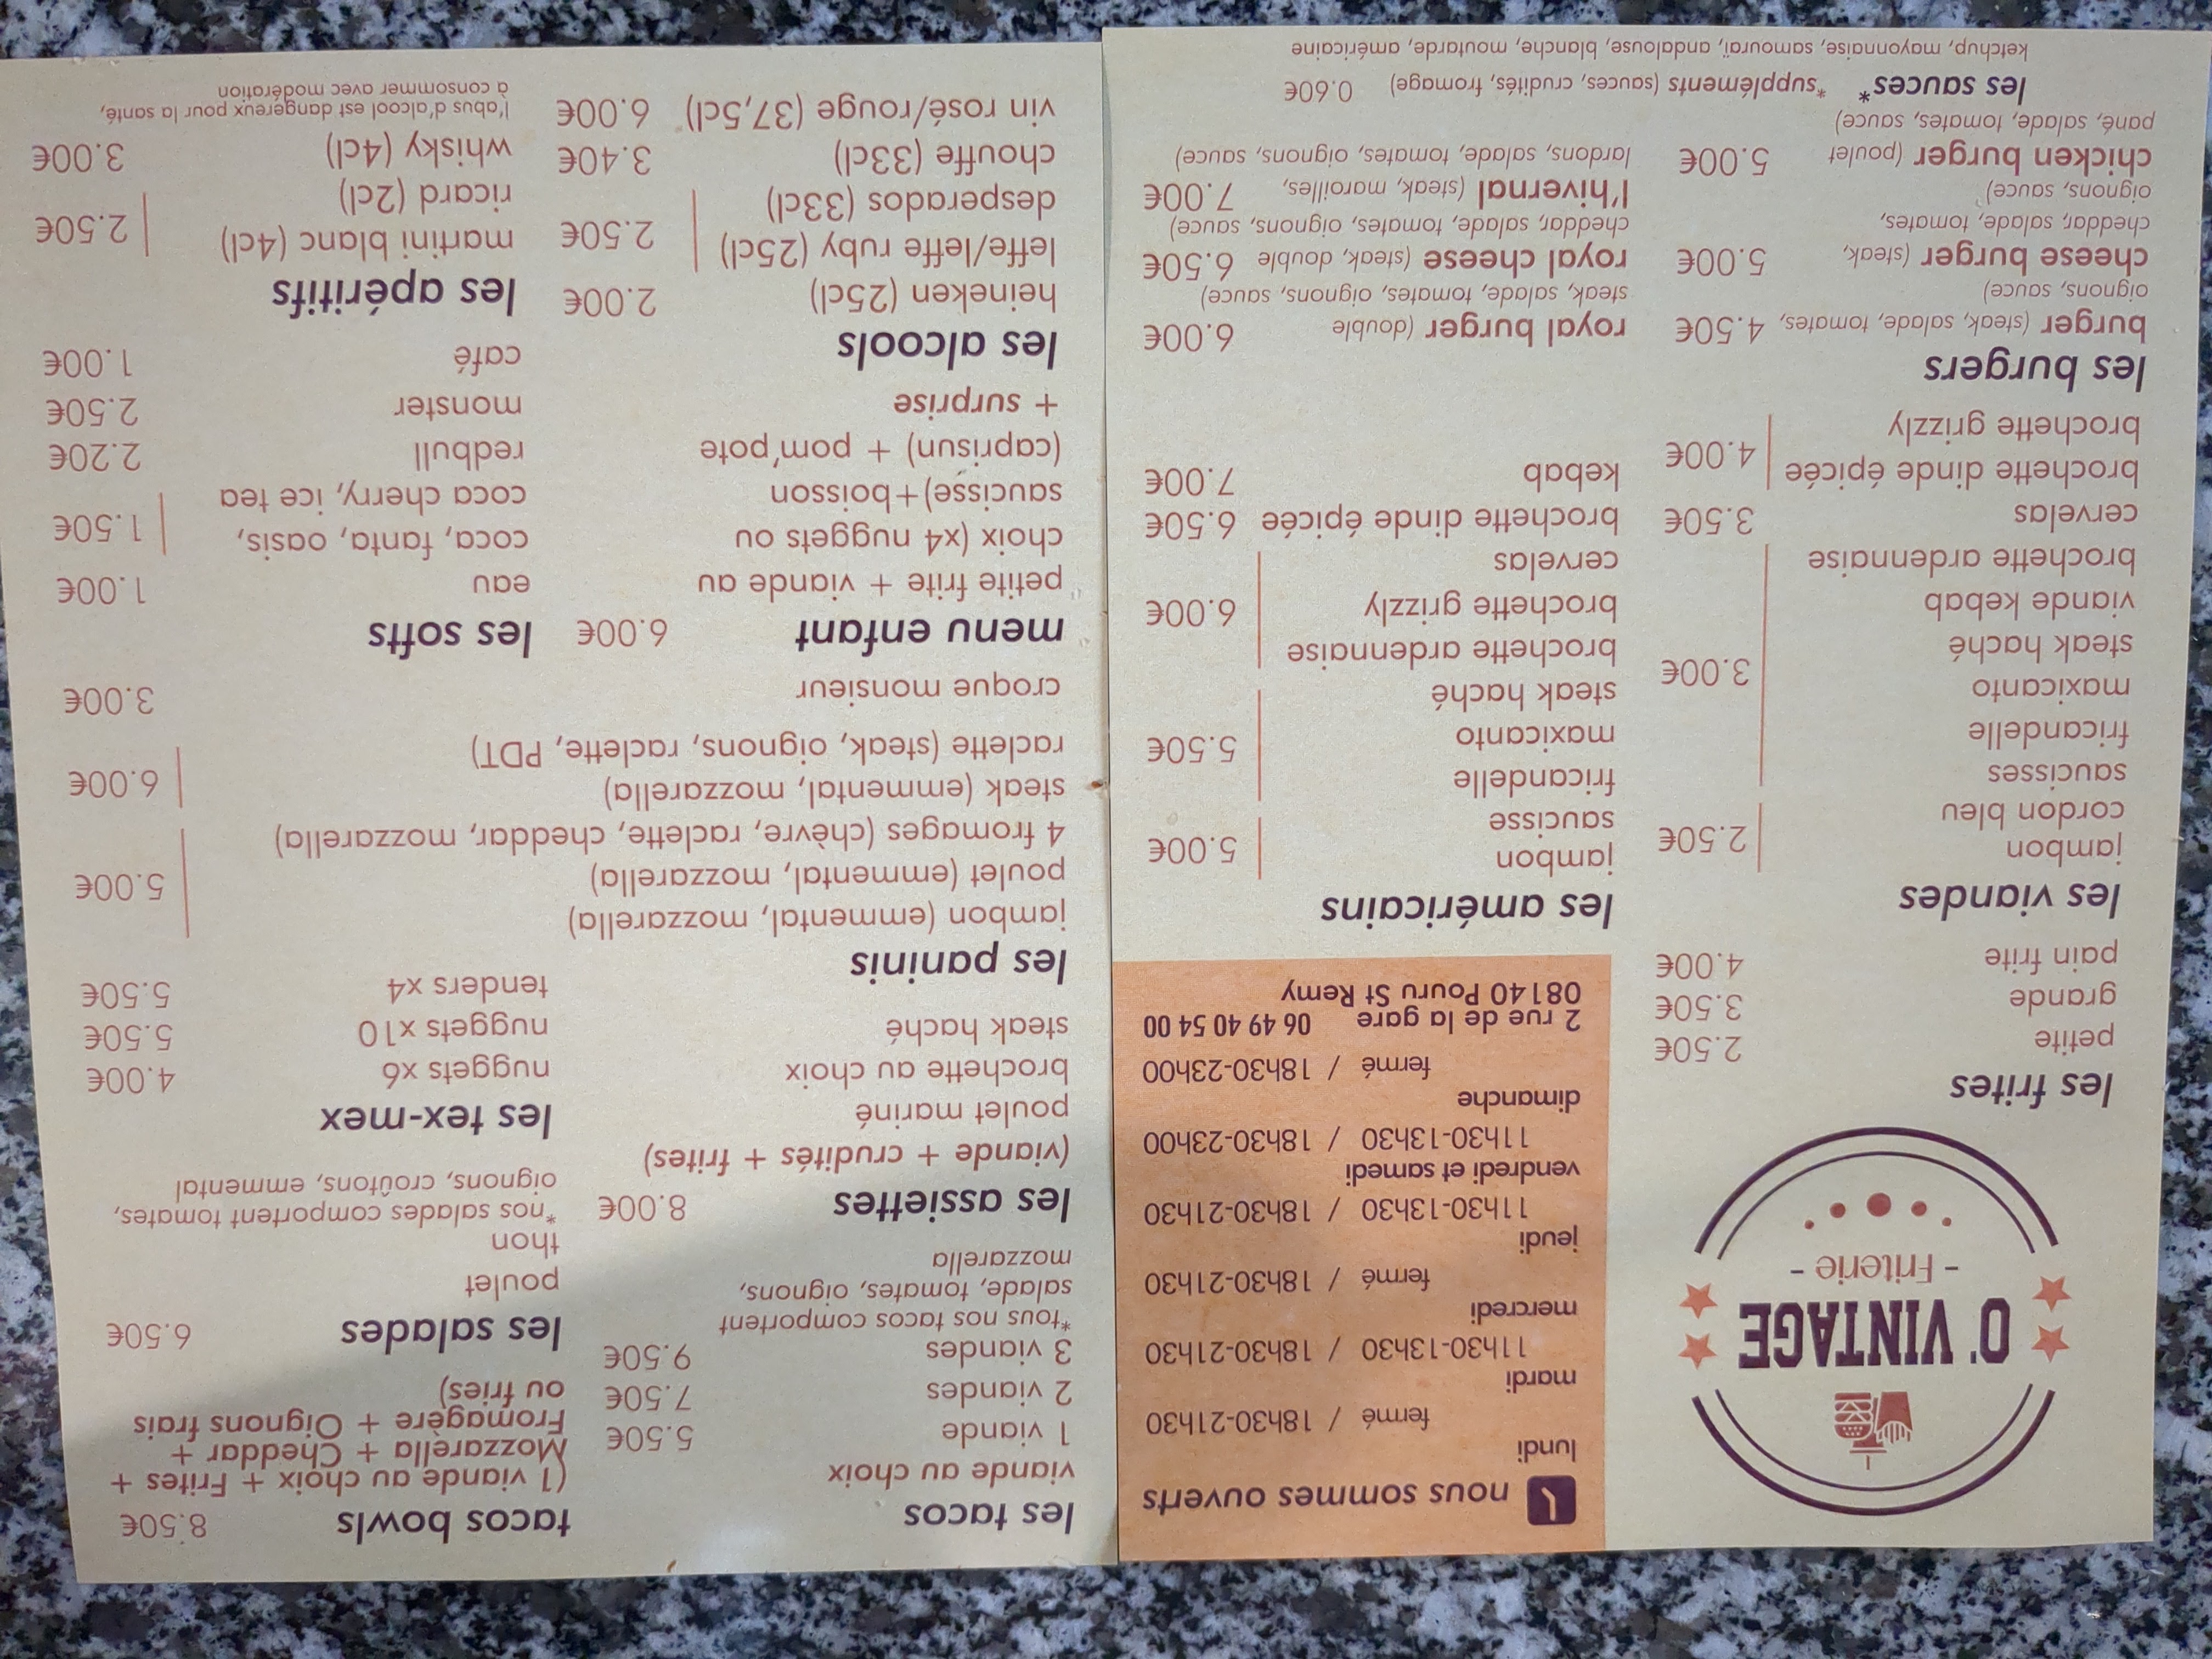 O' VINTAGE
- Friterie -
les frites
petite 2.50€
grande 3.50€
pain frite 4.00€
les viandes
jambon
cordon bleu
2.50€
saucisses
fricandelle
maxicanto
steak haché
viande kebab
brochette ardennaise
3.00€
cervelas 3.50€
brochette dinde épicée
brochette grizzly
4.00€
nous sommes ouverts
lundi
fermé / 18h30-21h30
mardi
11h30-13h30 / 18h30-21h30
mercredi
fermé / 18h30-21h30
jeudi
11h30-13h30 / 18h30-21h30
vendredi et samedi
11h30-13h30 / 18h30-23h00
dimanche
fermé / 18h30-23h00
2 rue de la gare 06 49 40 54 00
08140 Pouru St Remy
les américains
jambon
saucisse
5.00€
fricandelle
maxicanto
steak haché
5.50€
brochette ardennaise
brochette grizzly
cervelas
6.00€
brochette dinde épicée 6.50€
kebab 7.00€
les burgers
burger (steak, salade, tomates, 4.50€
oignons, sauce)
cheese burger (steak, 5.00€
cheddar, salade, tomates,
oignons, sauce)
chicken burger (poulet 5.00€
pané, salade, tomates, sauce)
royal burger (double 6.00€
steak, salade, tomates, oignons, sauce)
royal cheese (steak, double 6.50€
cheddar, salade, tomates, oignons, sauce)
l'hivernal (steak, maroilles, 7.00€
lardons, salade, tomates, oignons, sauce)
les sauces* *suppléments (sauces, crudités, fromage) 0.60€
ketchup, mayonnaise, samouraï, andalouse, blanche, moutarde, américaine
les tacos
viande au choix
1 viande 5.50€
2 viandes 7.50€
3 viandes 9.50€
*tous nos tacos comportent
salade, tomates, oignons,
mozzarella
les assiettes 8.00€
(viande + crudités + frites)
poulet mariné
brochette au choix
steak haché
tacos bowls 8.50€
(1 viande au choix + Frites +
Mozzarella + Cheddar +
Fromagère + Oignons frais
ou fries)
les salades 6.50€
poulet
thon
*nos salades comportent tomates,
oignons, croûtons, emmental
les tex-mex
nuggets x6 4.00€
nuggets x10 5.50€
tenders x4 5.50€
les paninis
jambon (emmental, mozzarella)
poulet (emmental, mozzarella)
4 fromages (chèvre, raclette, cheddar, mozzarella)
5.00€
steak (emmental, mozzarella)
raclette (steak, oignons, raclette, PDT)
6.00€
croque monsieur 3.00€
menu enfant 6.00€
petite frite + viande au
choix (x4 nuggets ou
saucisse)+boisson
(caprisun) + pom'pote
+ surprise
les softs
eau 1.00€
coca, fanta, oasis,
coca cherry, ice tea
1.50€
redbull 2.20€
monster 2.50€
café 1.00€
les alcools
heineken (25cl) 2.00€
leffe/leffe ruby (25cl)
desperados (33cl)
2.50€
chouffe (33cl) 3.40€
vin rosé/rouge (37,5cl) 6.00€
les apéritifs
martini blanc (4cl)
ricard (2cl)
2.50€
whisky (4cl) 3.00€
l'abus d'alcool est dangereux pour la santé,
à consommer avec modération